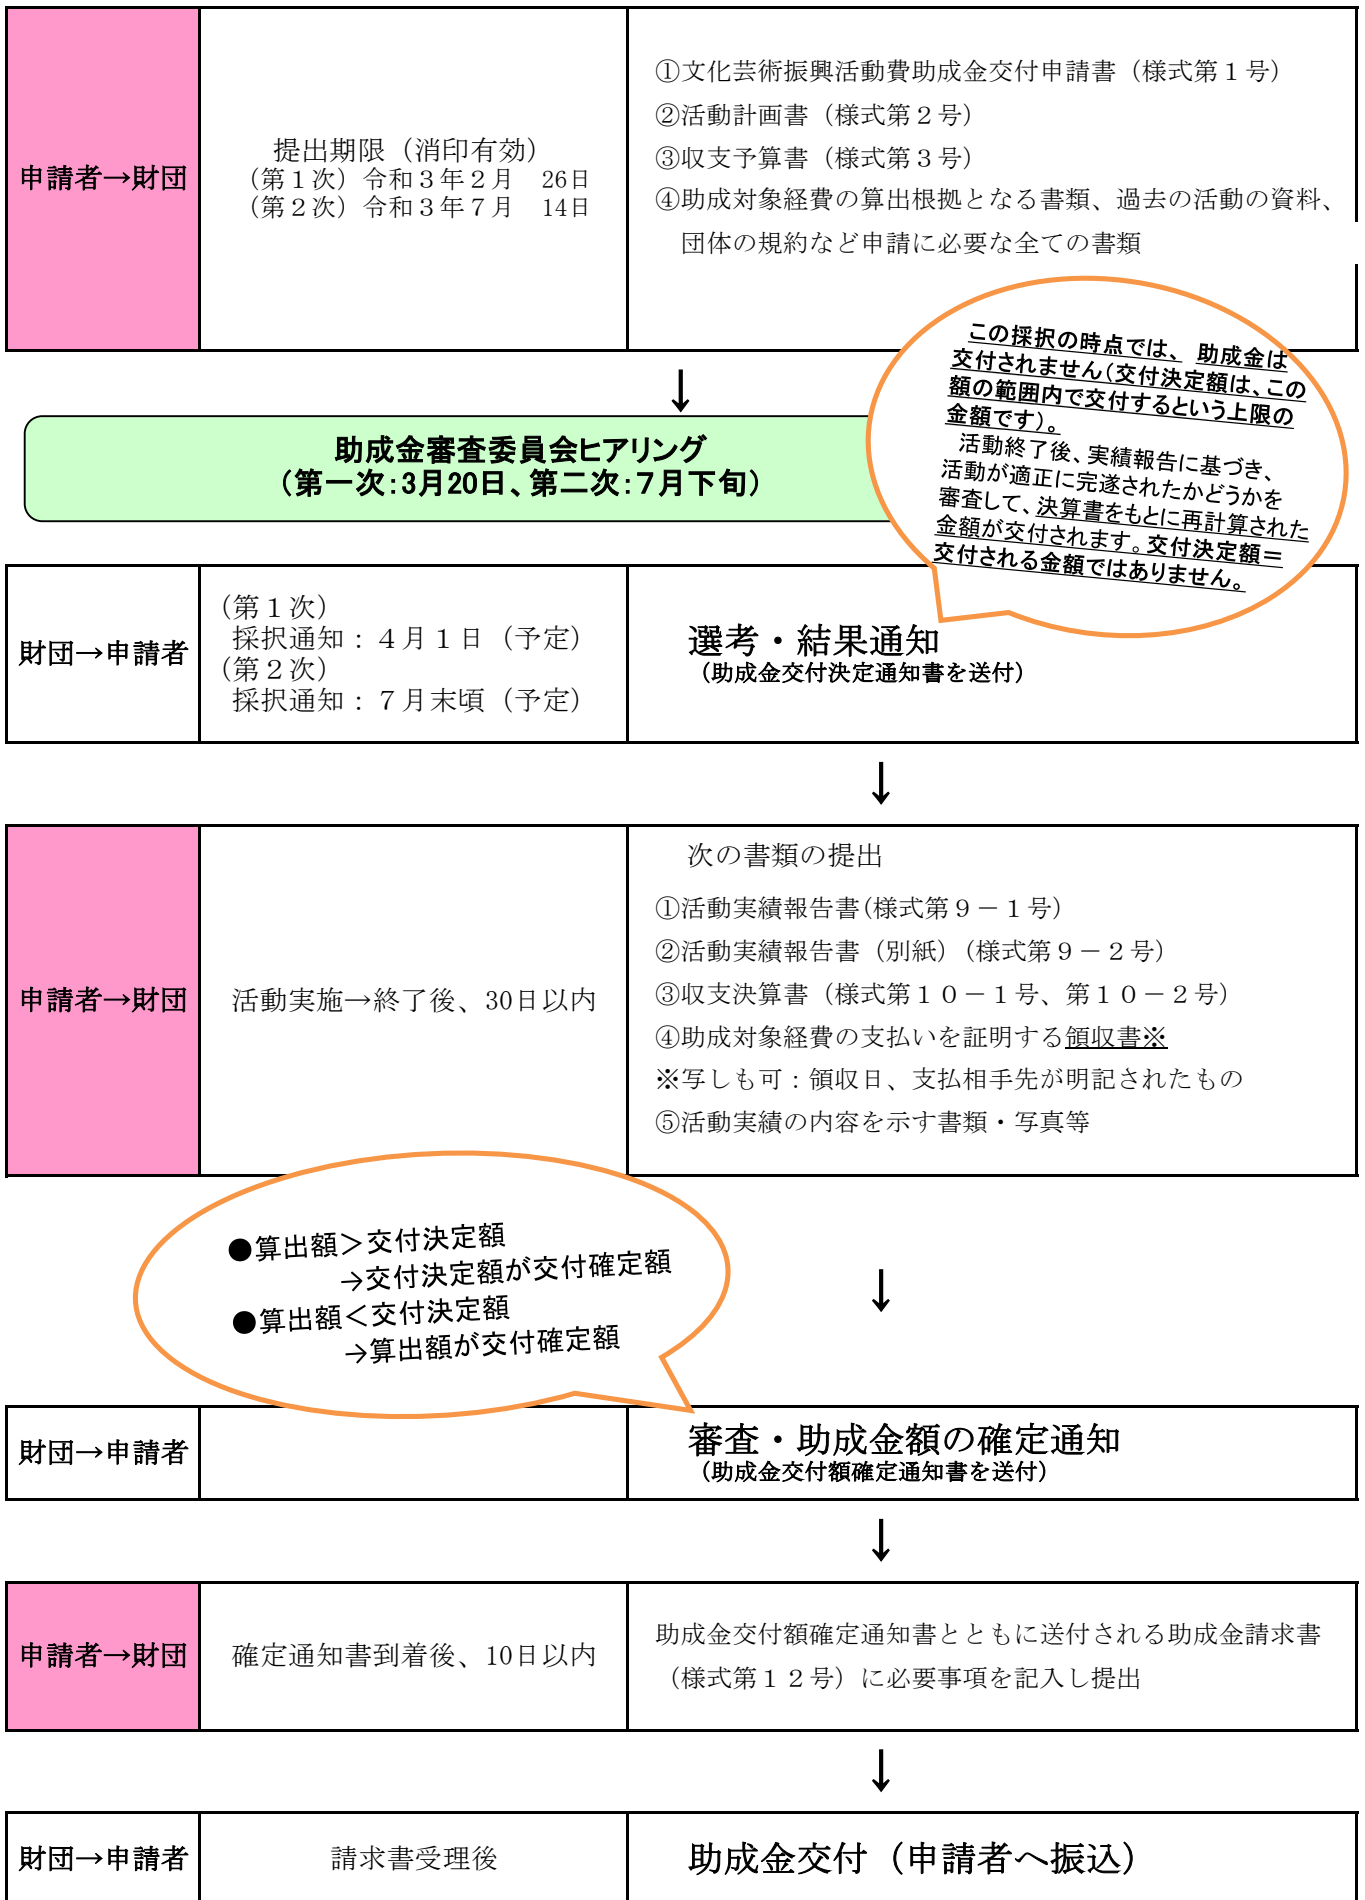 申請者→財団
提出期限（消印有効）
（第１次）令和３年２月　26日
（第２次）令和３年７月　14日
①文化芸術振興活動費助成金交付申請書（様式第１号）
②活動計画書（様式第２号）
③収支予算書（様式第３号）
④助成対象経費の算出根拠となる書類、過去の活動の資料、
団体の規約など申請に必要な全ての書類
この採択の時点では、 助成金は
交付されません（交付決定額は、この
額の範囲内で交付するという上限の
金額です）。
活動終了後、実績報告に基づき、
活動が適正に完遂されたかどうかを
審査して、決算書をもとに再計算された
金額が交付されます。交付決定額＝
交付される金額ではありません。
↓
助成金審査委員会ヒアリング
（第一次：3月20日、第二次：７月下旬）
財団→申請者
（第１次）
採択通知：４月１日（予定）
（第２次）
採択通知：７月末頃（予定）
選考・結果通知
（助成金交付決定通知書を送付）
↓
申請者→財団
活動実施→終了後、30日以内
次の書類の提出
①活動実績報告書(様式第９－１号）
②活動実績報告書（別紙）(様式第９－２号）
③収支決算書（様式第１０－１号、第１０－２号）
④助成対象経費の支払いを証明する領収書※
※写しも可：領収日、支払相手先が明記されたもの
⑤活動実績の内容を示す書類・写真等
●算出額＞交付決定額
→交付決定額が交付確定額
●算出額＜交付決定額
→算出額が交付確定額
↓
財団→申請者
審査・助成金額の確定通知
（助成金交付額確定通知書を送付）
↓
申請者→財団
確定通知書到着後、10日以内
助成金交付額確定通知書とともに送付される助成金請求書
（様式第１２号）に必要事項を記入し提出
↓
財団→申請者
請求書受理後
助成金交付（申請者へ振込）